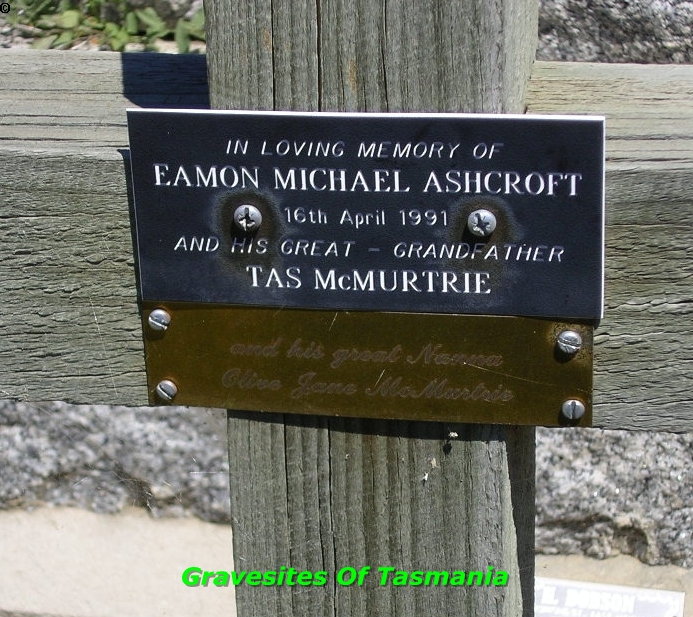 ©
IN LOVING MEMORY OF
EAMON MICHAEL ASHCROFT
16th April 1991
AND HIS GREAT - GRANDFATHER
TAS McMURTRIE
and his great Nanna
Olive Jane McMurtrie
Gravesites Of Tasmania
DOBSON